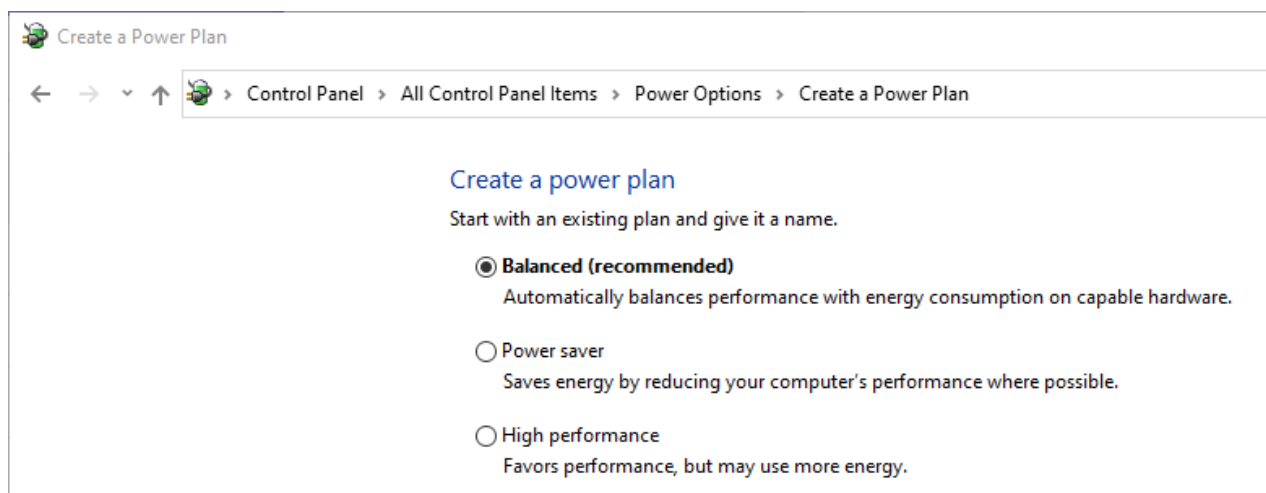 Create a Power Plan
Control Panel > All Control Panel Items > Power Options > Create a Power Plan
Create a power plan
Start with an existing plan and give it a name.
Balanced (recommended)
Automatically balances performance with energy consumption on capable hardware.
Power saver
Saves energy by reducing your computer's performance where possible.
High performance
Favors performance, but may use more energy.